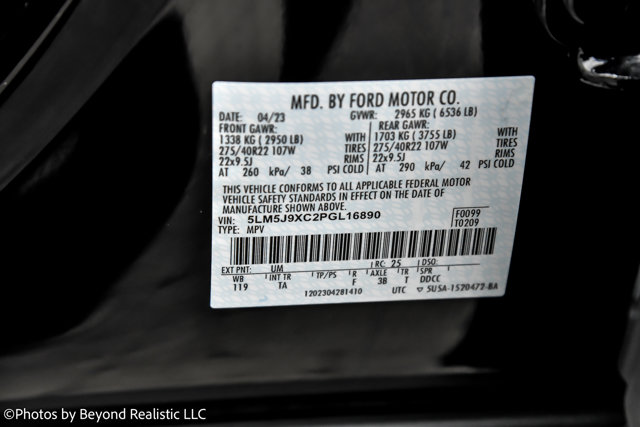 MFD. BY FORD MOTOR CO.
DATE: 04/23 GVWR: 2965 KG ( 6536 LB)
FRONT GAWR: REAR GAWR:
1338 KG ( 2950 LB) WITH 1703 KG ( 3755 LB) WITH
275/40R22 107W TIRES 275/40R22 107W TIRES
22x9.5J RIMS 22x9.5J RIMS
AT 260 kPa/ 38 PSI COLD AT 290 kPa/ 42 PSI COLD
THIS VEHICLE CONFORMS TO ALL APPLICABLE FEDERAL MOTOR
VEHICLE SAFETY STANDARDS IN EFFECT ON THE DATE OF
MANUFACTURE SHOWN ABOVE.
VIN: 5LM5J9XC2PGL16890 F0099
TYPE: MPV T0209
EXT PNT: UM RC: 25 DSO:
WB INT TR TP/PS R AXLE TR SPR
119 TA F 3B T DDCC
1202304281410 UTC 5U5A-1520472-BA
©Photos by Beyond Realistic LLC